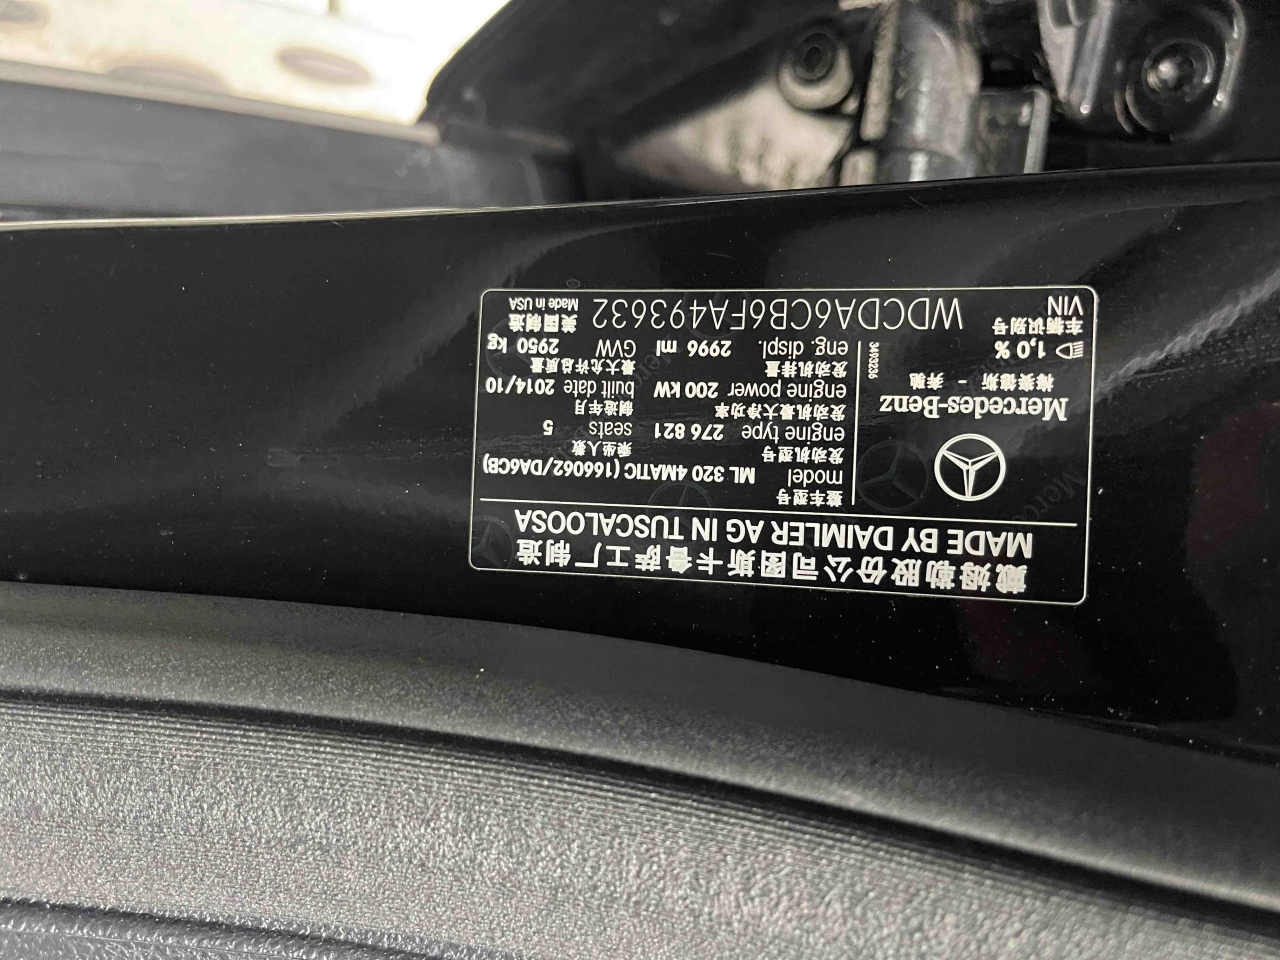 戴姆勒股份公司图斯卡鲁萨工厂制造
MADE BY DAIMLER AG IN TUSCALOOSA
Mercedes-Benz
梅赛德斯 - 奔驰
1,0 %
3493236
整车型号
model ML 320 4MATIC (166062/DA6CB)
发动机型号 乘坐人数
engine type 276 821 seats 5
发动机最大净功率 制造年月
engine power 200 kW built date 2014/10
发动机排量 最大允许总质量
eng. displ. 2996 ml GVW 2950 kg
车辆识别号
VIN WDCDA6CB6FA493632
美国制造
Made in USA